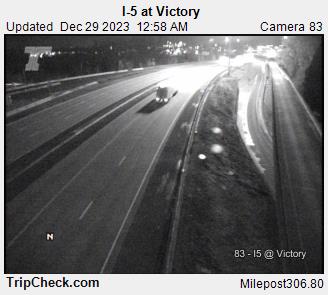 I-5 at Victory
Updated Dec 29 2023 12:58 AM Camera 83
T
N
83 - I5 @ Victory
TripCheck.com Milepost306.80